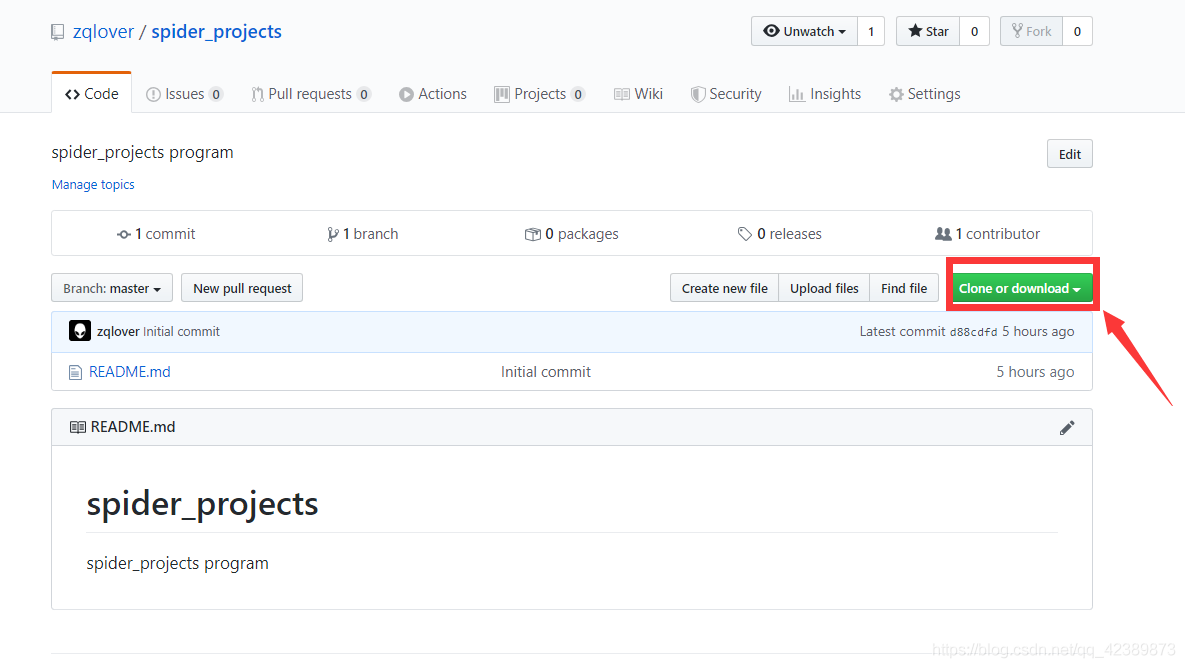 zqlover / spider_projects
Unwatch 1 Star 0 Fork 0
Code Issues 0 Pull requests 0 Actions Projects 0 Wiki Security Insights Settings
spider_projects program
Edit
Manage topics
1 commit 1 branch 0 packages 0 releases 1 contributor
Branch: master New pull request Create new file Upload files Find file Clone or download
zqlover Initial commit Latest commit d88cdfd 5 hours ago
README.md Initial commit 5 hours ago
README.md
spider_projects
spider_projects program
https://blog.csdn.net/qq_42389873